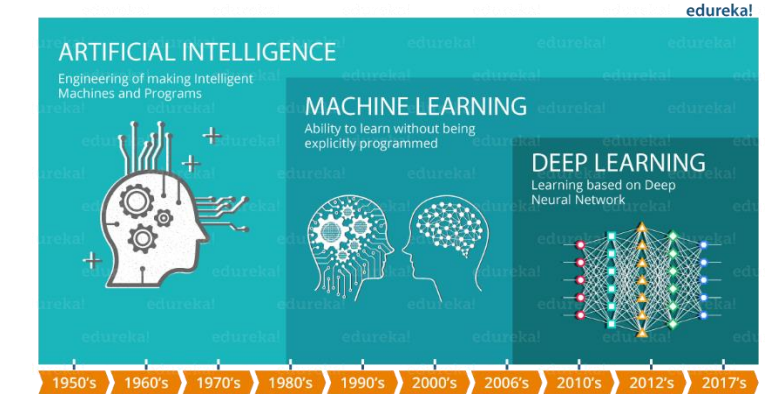 edureka!
ARTIFICIAL INTELLIGENCE
Engineering of making Intelligent
Machines and Programs
MACHINE LEARNING
Ability to learn without being
explicitly programmed
DEEP LEARNING
Learning based on Deep
Neural Network
1950's 1960's 1970's 1980's 1990's 2000's 2006's 2010's 2012's 2017's